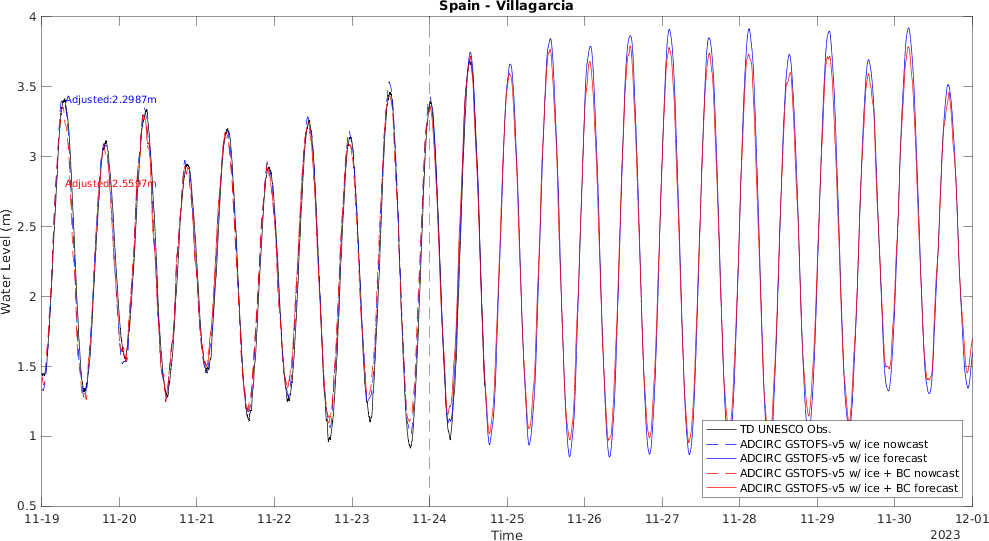 Spain - Villagarcia
4
3.5
3
2.5
2
1.5
1
0.5
Water Level (m)
Adjusted:2.2987m
Adjusted:2.5597m
TD UNESCO Obs.
ADCIRC GSTOFS-v5 w/ ice nowcast
ADCIRC GSTOFS-v5 w/ ice forecast
ADCIRC GSTOFS-v5 w/ ice + BC nowcast
ADCIRC GSTOFS-v5 w/ ice + BC forecast
11-19 11-20 11-21 11-22 11-23 11-24 11-25 11-26 11-27 11-28 11-29 11-30 12-01
Time
2023